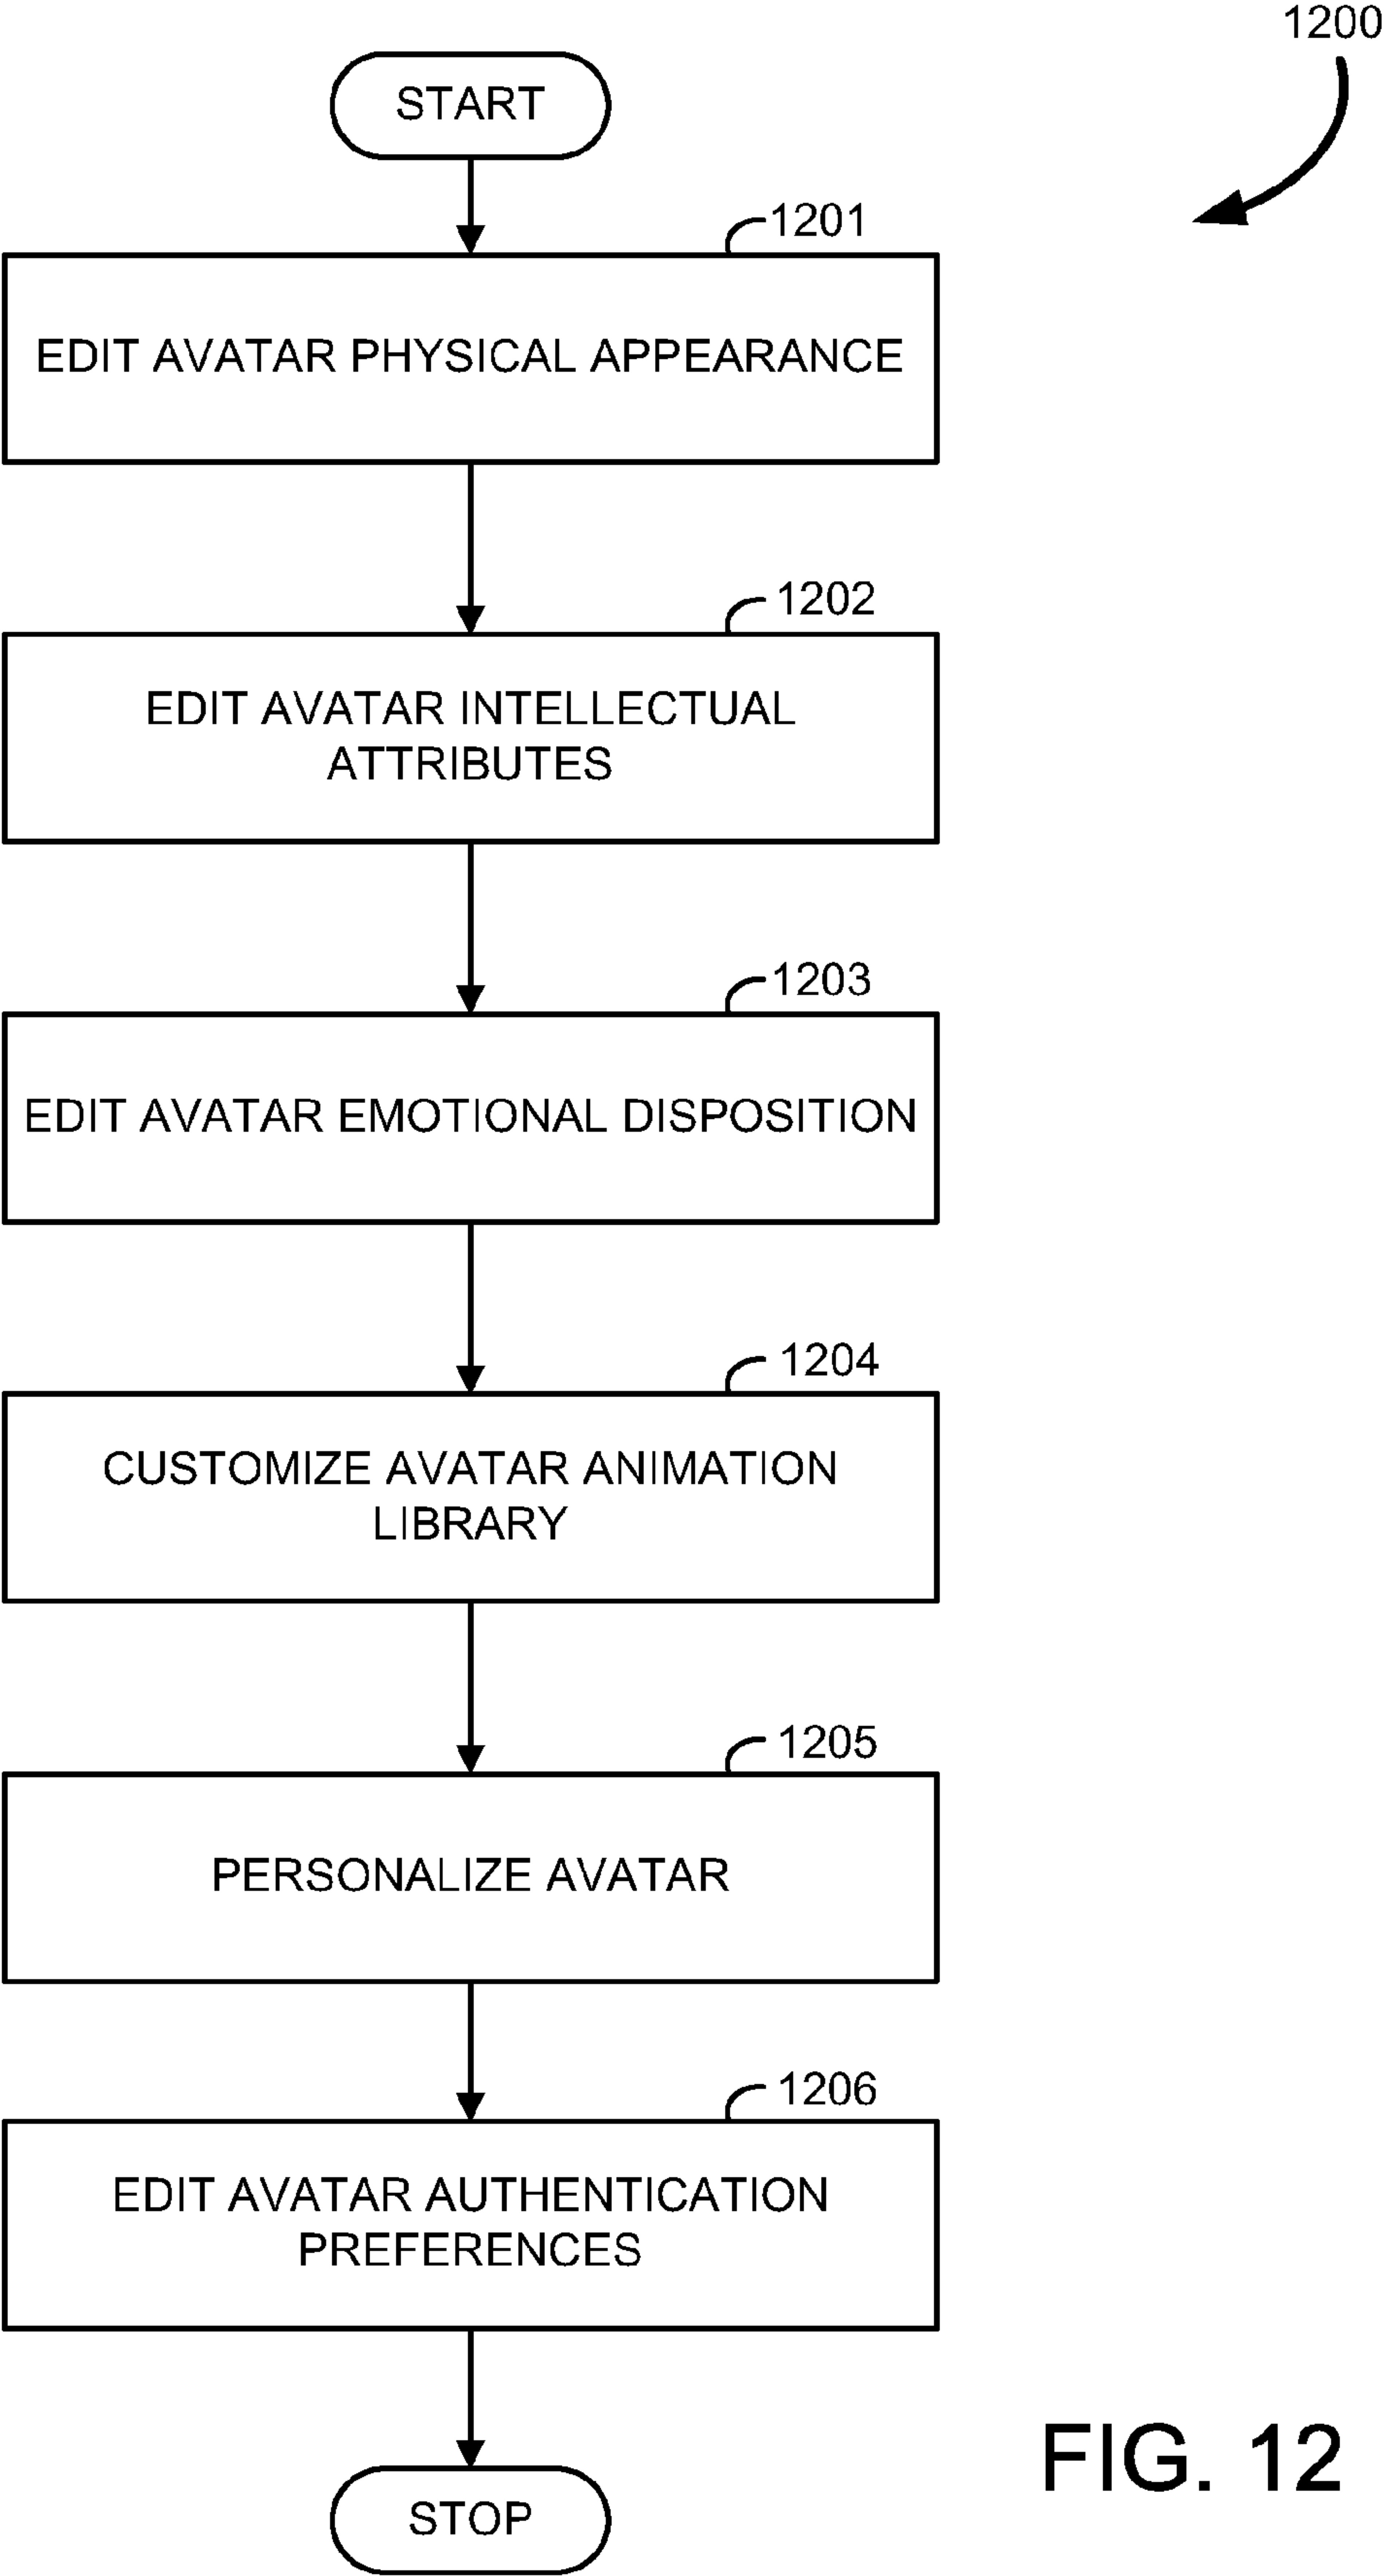 1200
START
1201
EDIT AVATAR PHYSICAL APPEARANCE
1202
EDIT AVATAR INTELLECTUAL
ATTRIBUTES
1203
EDIT AVATAR EMOTIONAL DISPOSITION
1204
CUSTOMIZE AVATAR ANIMATION
LIBRARY
1205
PERSONALIZE AVATAR
1206
EDIT AVATAR AUTHENTICATION
PREFERENCES
STOP
FIG. 12